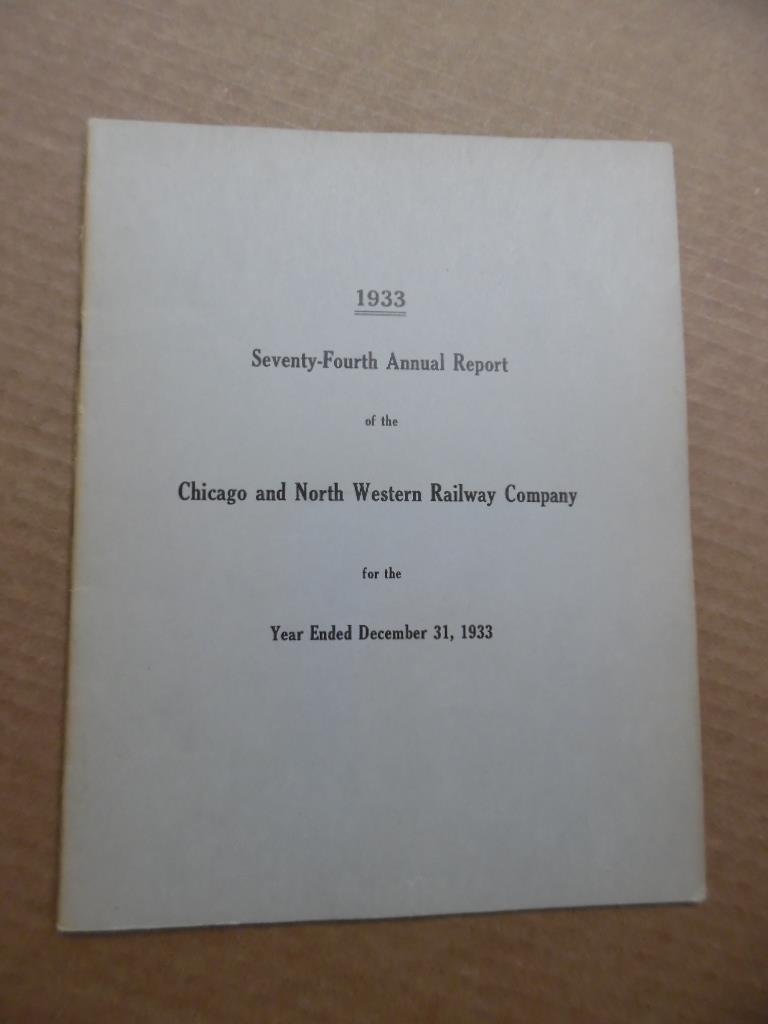 1933
Seventy-Fourth Annual Report
of the
Chicago and North Western Railway Company
for the
Year Ended December 31, 1933